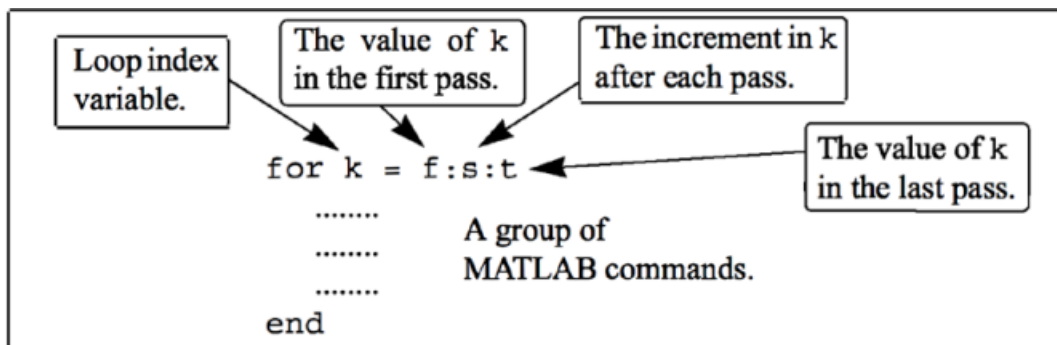 Loop index
variable.
The value of k
in the first pass.
The increment in k
after each pass.
for k = f:s:t
The value of k
in the last pass.
........
........
........
A group of
MATLAB commands.
end